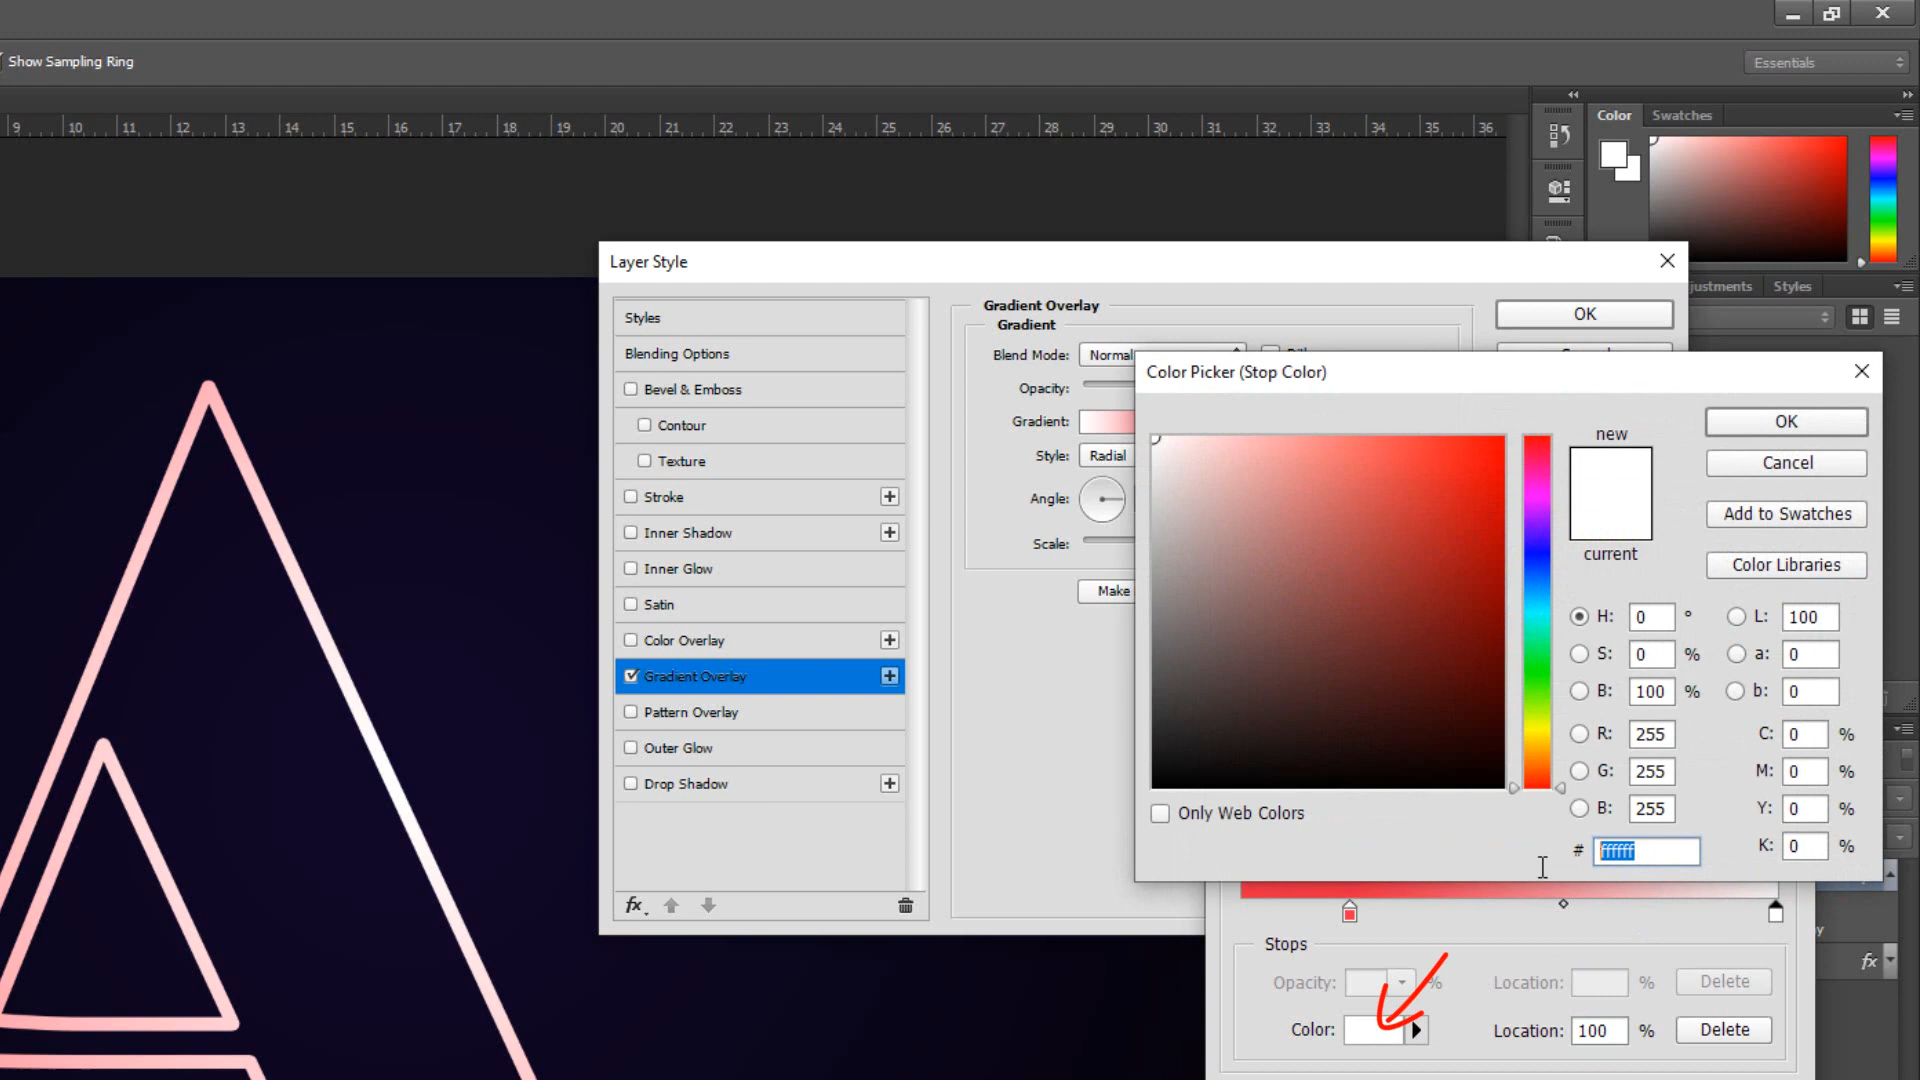 Show Sampling Ring
Essentials
9 10 11 12 13 14 15 16 17 18 19 20 21 22 23 24 25 26 27 28 29 30 31 32 33 34 35 36
Color Swatches
justments Styles
Layer Style
Styles
Blending Options
Bevel & Emboss
Contour
Texture
Stroke
Inner Shadow
Inner Glow
Satin
Color Overlay
Gradient Overlay
Pattern Overlay
Outer Glow
Drop Shadow
fx
Gradient Overlay
Gradient
Blend Mode: Normal
Opacity:
Gradient:
Style: Radial
Angle:
Scale:
Make
OK
Color Picker (Stop Color)
new
current
OK
Cancel
Add to Swatches
Color Libraries
H: 0 °
S: 0 %
B: 100 %
R: 255
G: 255
B: 255
# ffffff
L: 100
a: 0
b: 0
C: 0 %
M: 0 %
Y: 0 %
K: 0 %
Only Web Colors
Stops
Opacity: % Location: % Delete
Color: Location: 100 % Delete
y
fx